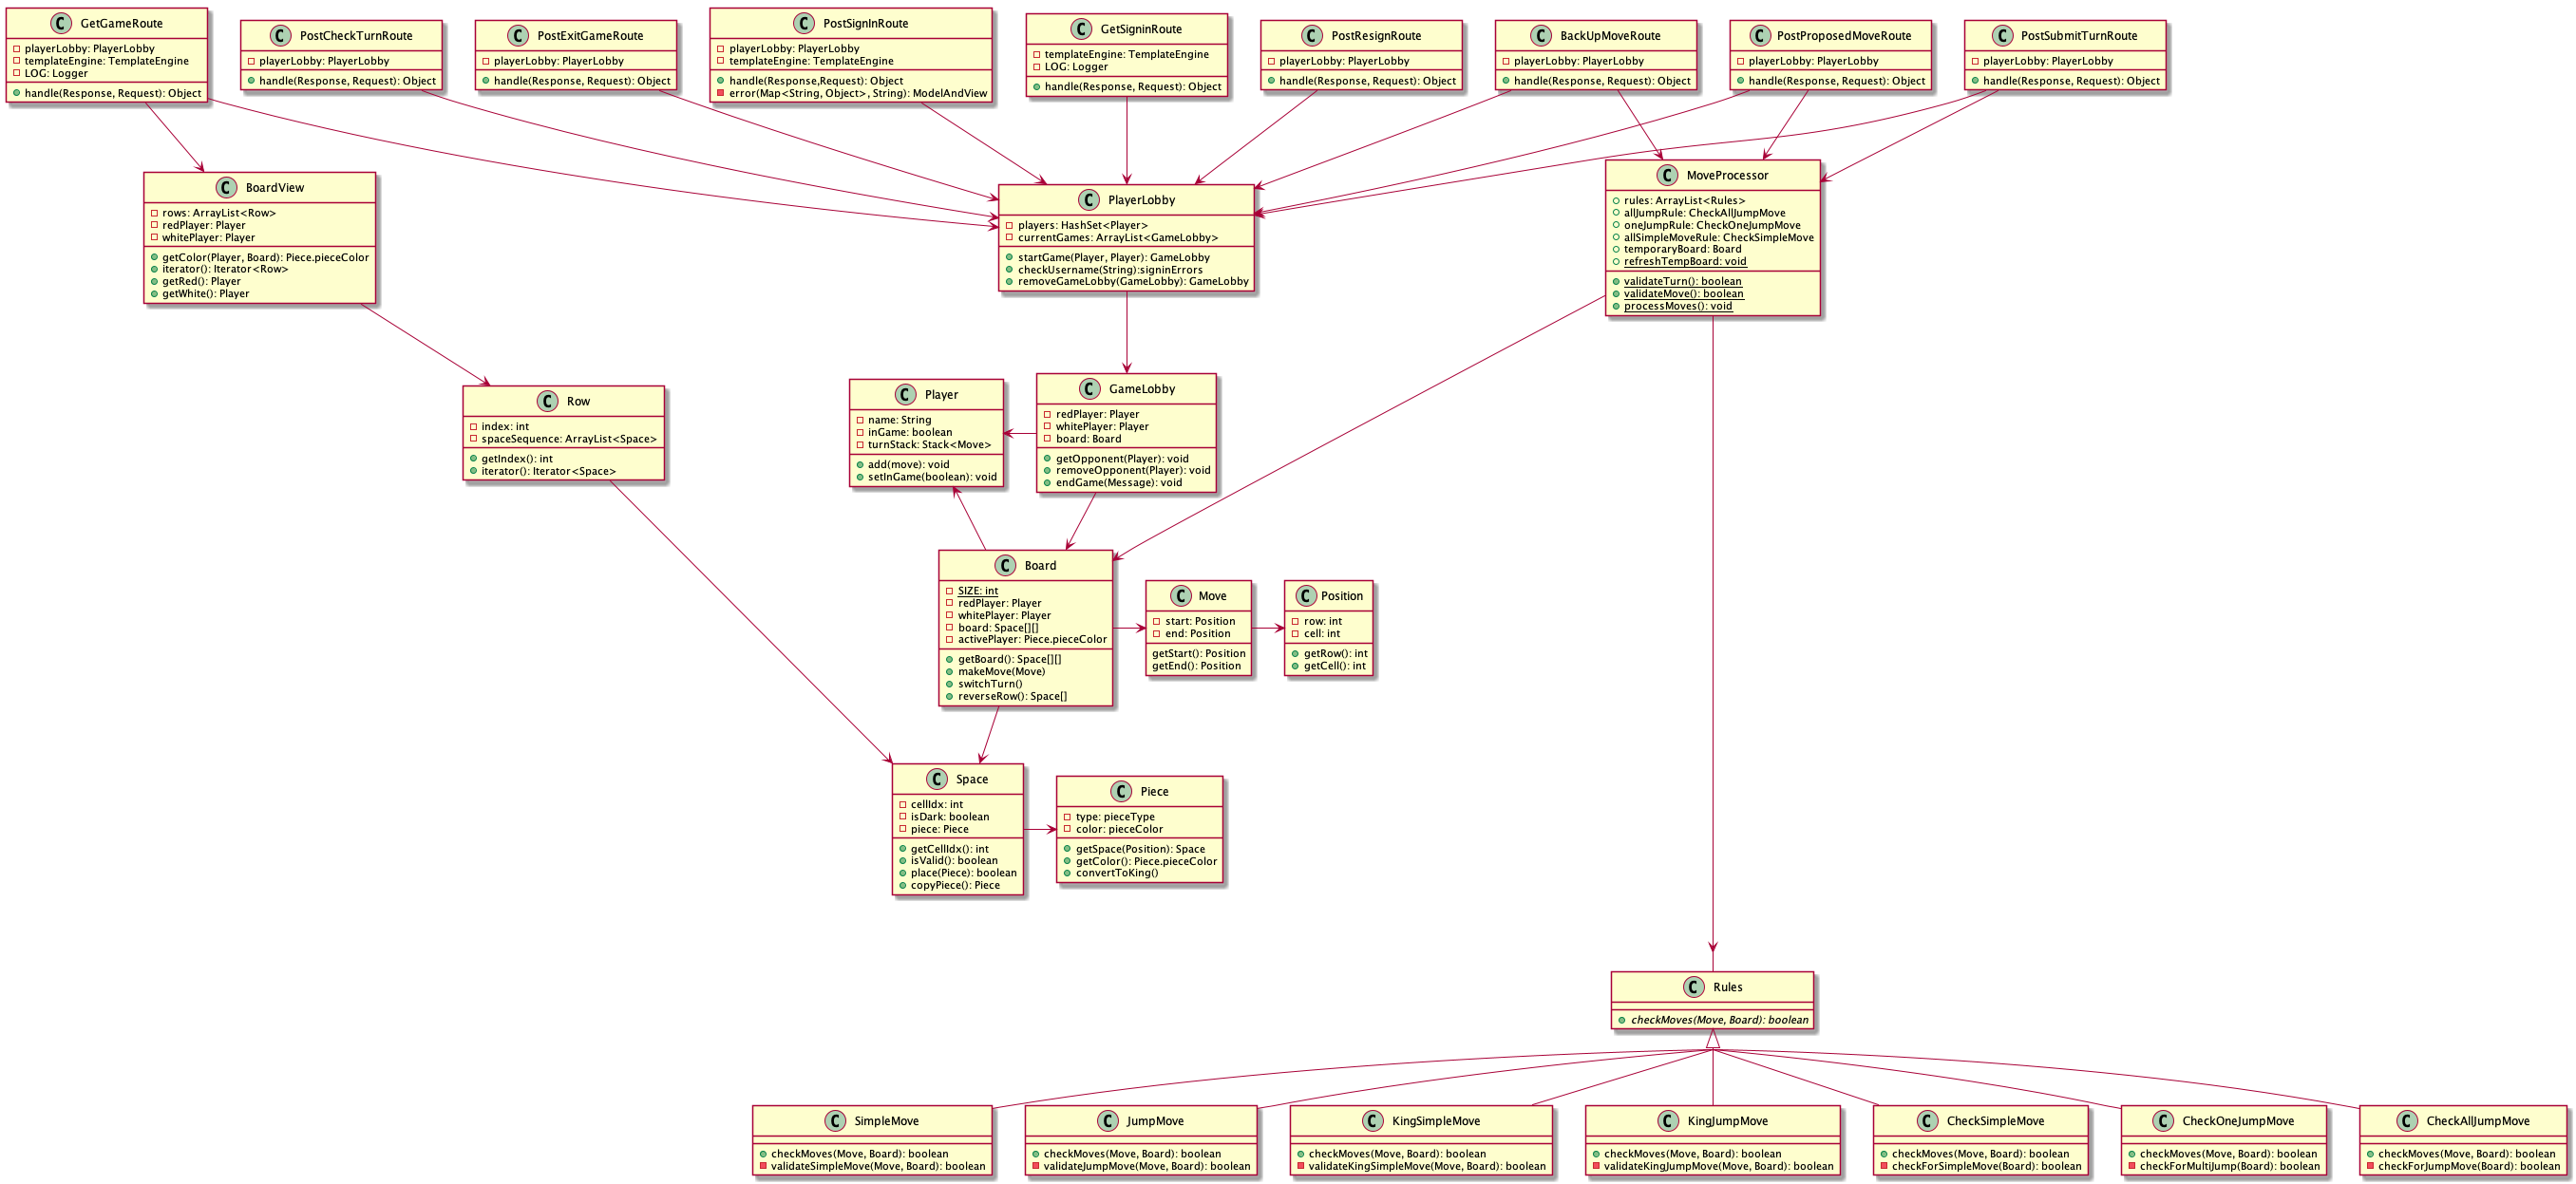 C GetGameRoute
playerLobby: PlayerLobby
templateEngine: TemplateEngine
LOG: Logger
handle(Response, Request): Object
C PostCheckTurnRoute
playerLobby: PlayerLobby
handle(Response, Request): Object
C PostExitGameRoute
playerLobby: PlayerLobby
handle(Response, Request): Object
C PostSignInRoute
playerLobby: PlayerLobby
templateEngine: TemplateEngine
handle(Response,Request): Object
error(Map<String, Object>, String): ModelAndView
C GetSigninRoute
templateEngine: TemplateEngine
LOG: Logger
handle(Response, Request): Object
C PostResignRoute
playerLobby: PlayerLobby
handle(Response, Request): Object
C BackUpMoveRoute
playerLobby: PlayerLobby
handle(Response, Request): Object
C PostProposedMoveRoute
playerLobby: PlayerLobby
handle(Response, Request): Object
C PostSubmitTurnRoute
playerLobby: PlayerLobby
handle(Response, Request): Object
C BoardView
rows: ArrayList<Row>
redPlayer: Player
whitePlayer: Player
getColor(Player, Board): Piece.pieceColor
iterator(): Iterator<Row>
getRed(): Player
getWhite(): Player
C PlayerLobby
players: HashSet<Player>
currentGames: ArrayList<GameLobby>
startGame(Player, Player): GameLobby
checkUsername(String):signinErrors
removeGameLobby(GameLobby): GameLobby
C MoveProcessor
rules: ArrayList<Rules>
allJumpRule: CheckAllJumpMove
oneJumpRule: CheckOneJumpMove
allSimpleMoveRule: CheckSimpleMove
temporaryBoard: Board
refreshTempBoard: void
validateTurn(): boolean
validateMove(): boolean
processMoves(): void
C Row
index: int
spaceSequence: ArrayList<Space>
getIndex(): int
iterator(): Iterator<Space>
C Player
name: String
inGame: boolean
turnStack: Stack<Move>
add(move): void
setInGame(boolean): void
C GameLobby
redPlayer: Player
whitePlayer: Player
board: Board
getOpponent(Player): void
removeOpponent(Player): void
endGame(Message): void
C Board
SIZE: int
redPlayer: Player
whitePlayer: Player
board: Space[][]
activePlayer: Piece.pieceColor
getBoard(): Space[][]
makeMove(Move)
switchTurn()
reverseRow(): Space[]
C Move
start: Position
end: Position
getStart(): Position
getEnd(): Position
C Position
row: int
cell: int
getRow(): int
getCell(): int
C Space
cellIdx: int
isDark: boolean
piece: Piece
getCellIdx(): int
isValid(): boolean
place(Piece): boolean
copyPiece(): Piece
C Piece
type: pieceType
color: pieceColor
getSpace(Position): Space
getColor(): Piece.pieceColor
convertToKing()
C Rules
checkMoves(Move, Board): boolean
C SimpleMove
checkMoves(Move, Board): boolean
validateSimpleMove(Move, Board): boolean
C JumpMove
checkMoves(Move, Board): boolean
validateJumpMove(Move, Board): boolean
C KingSimpleMove
checkMoves(Move, Board): boolean
validateKingSimpleMove(Move, Board): boolean
C KingJumpMove
checkMoves(Move, Board): boolean
validateKingJumpMove(Move, Board): boolean
C CheckSimpleMove
checkMoves(Move, Board): boolean
checkForSimpleMove(Board): boolean
C CheckOneJumpMove
checkMoves(Move, Board): boolean
checkForMultiJump(Board): boolean
C CheckAllJumpMove
checkMoves(Move, Board): boolean
checkForJumpMove(Board): boolean